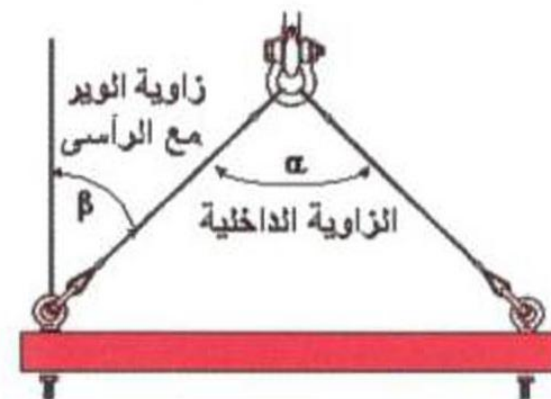 زاوية الوير
مع الرأسى
α
β
الزاوية الداخلية